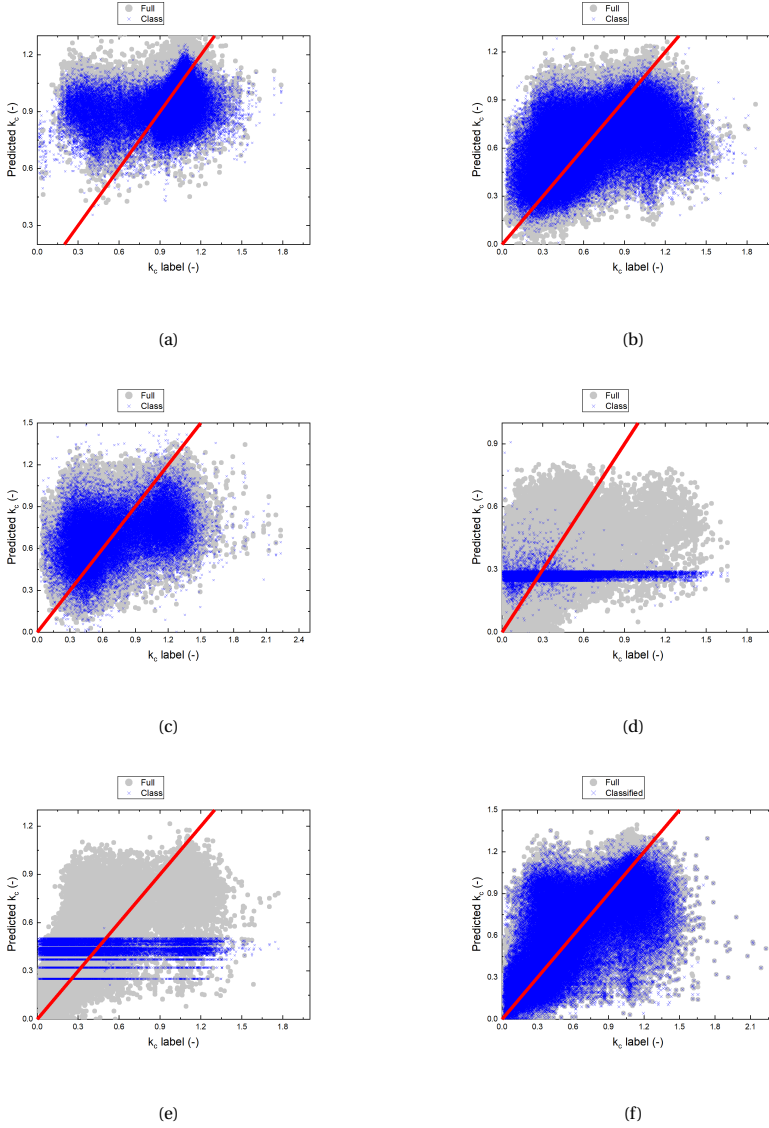 Full
Class
1.2
0.9
0.6
0.3
Predicted k_c (-)
0.0 0.3 0.6 0.9 1.2 1.5 1.8
k_c label (-)
(a)
Full
Class
1.2
0.9
0.6
0.3
0.0
Predicted k_c (-)
0.0 0.3 0.6 0.9 1.2 1.5 1.8
k_c label (-)
(b)
Full
Class
1.5
1.2
0.9
0.6
0.3
0.0
Predicted k_c (-)
0.0 0.3 0.6 0.9 1.2 1.5 1.8 2.1 2.4
k_c label (-)
(c)
Full
Class
0.9
0.6
0.3
0.0
Predicted k_c (-)
0.0 0.3 0.6 0.9 1.2 1.5 1.8
k_c label (-)
(d)
Full
Class
1.2
0.9
0.6
0.3
0.0
Predicted k_c (-)
0.0 0.3 0.6 0.9 1.2 1.5 1.8
k_c label (-)
(e)
Full
Classified
1.5
1.2
0.9
0.6
0.3
0.0
Predicted k_c (-)
0.0 0.3 0.6 0.9 1.2 1.5 1.8 2.1
k_c label (-)
(f)